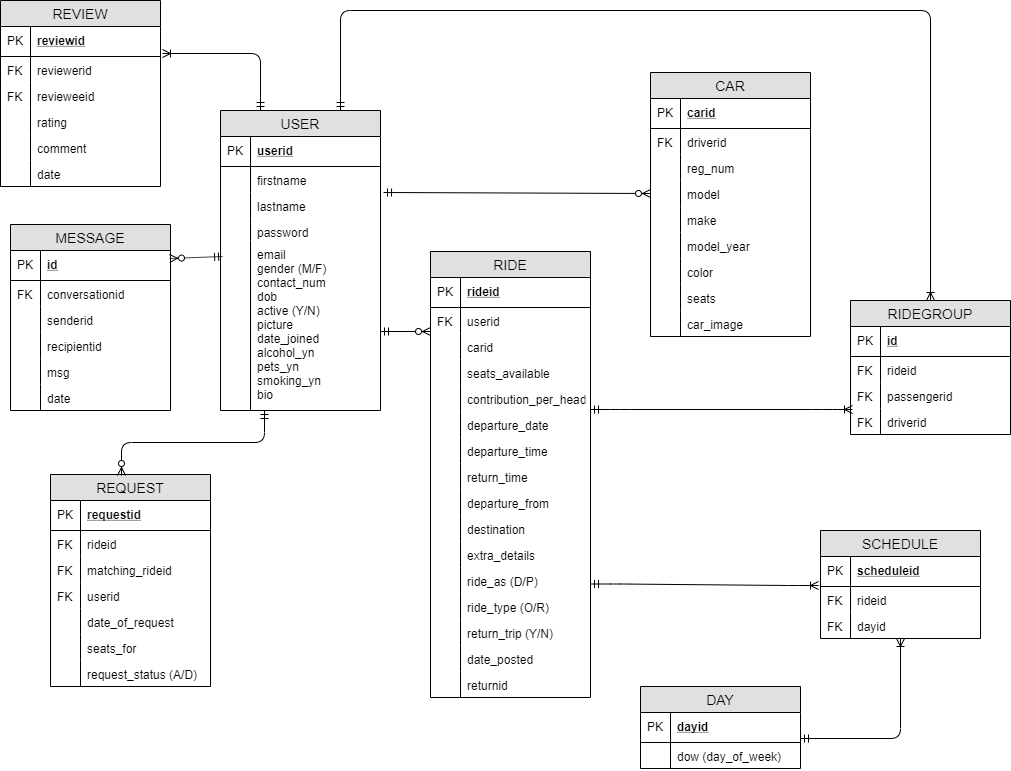 REVIEW
PK reviewid
FK reviewerid
FK revieweeid
rating
comment
date
USER
PK userid
firstname
lastname
password
email
gender (M/F)
contact_num
dob
active (Y/N)
picture
date_joined
alcohol_yn
pets_yn
smoking_yn
bio
CAR
PK carid
FK driverid
reg_num
model
make
model_year
color
seats
car_image
MESSAGE
PK id
FK conversationid
senderid
recipientid
msg
date
RIDE
PK rideid
FK userid
carid
seats_available
contribution_per_head
departure_date
departure_time
return_time
departure_from
destination
extra_details
ride_as (D/P)
ride_type (O/R)
return_trip (Y/N)
date_posted
returnid
RIDEGROUP
PK id
FK rideid
FK passengerid
FK driverid
REQUEST
PK requestid
FK rideid
FK matching_rideid
FK userid
date_of_request
seats_for
request_status (A/D)
SCHEDULE
PK scheduleid
FK rideid
FK dayid
DAY
PK dayid
dow (day_of_week)